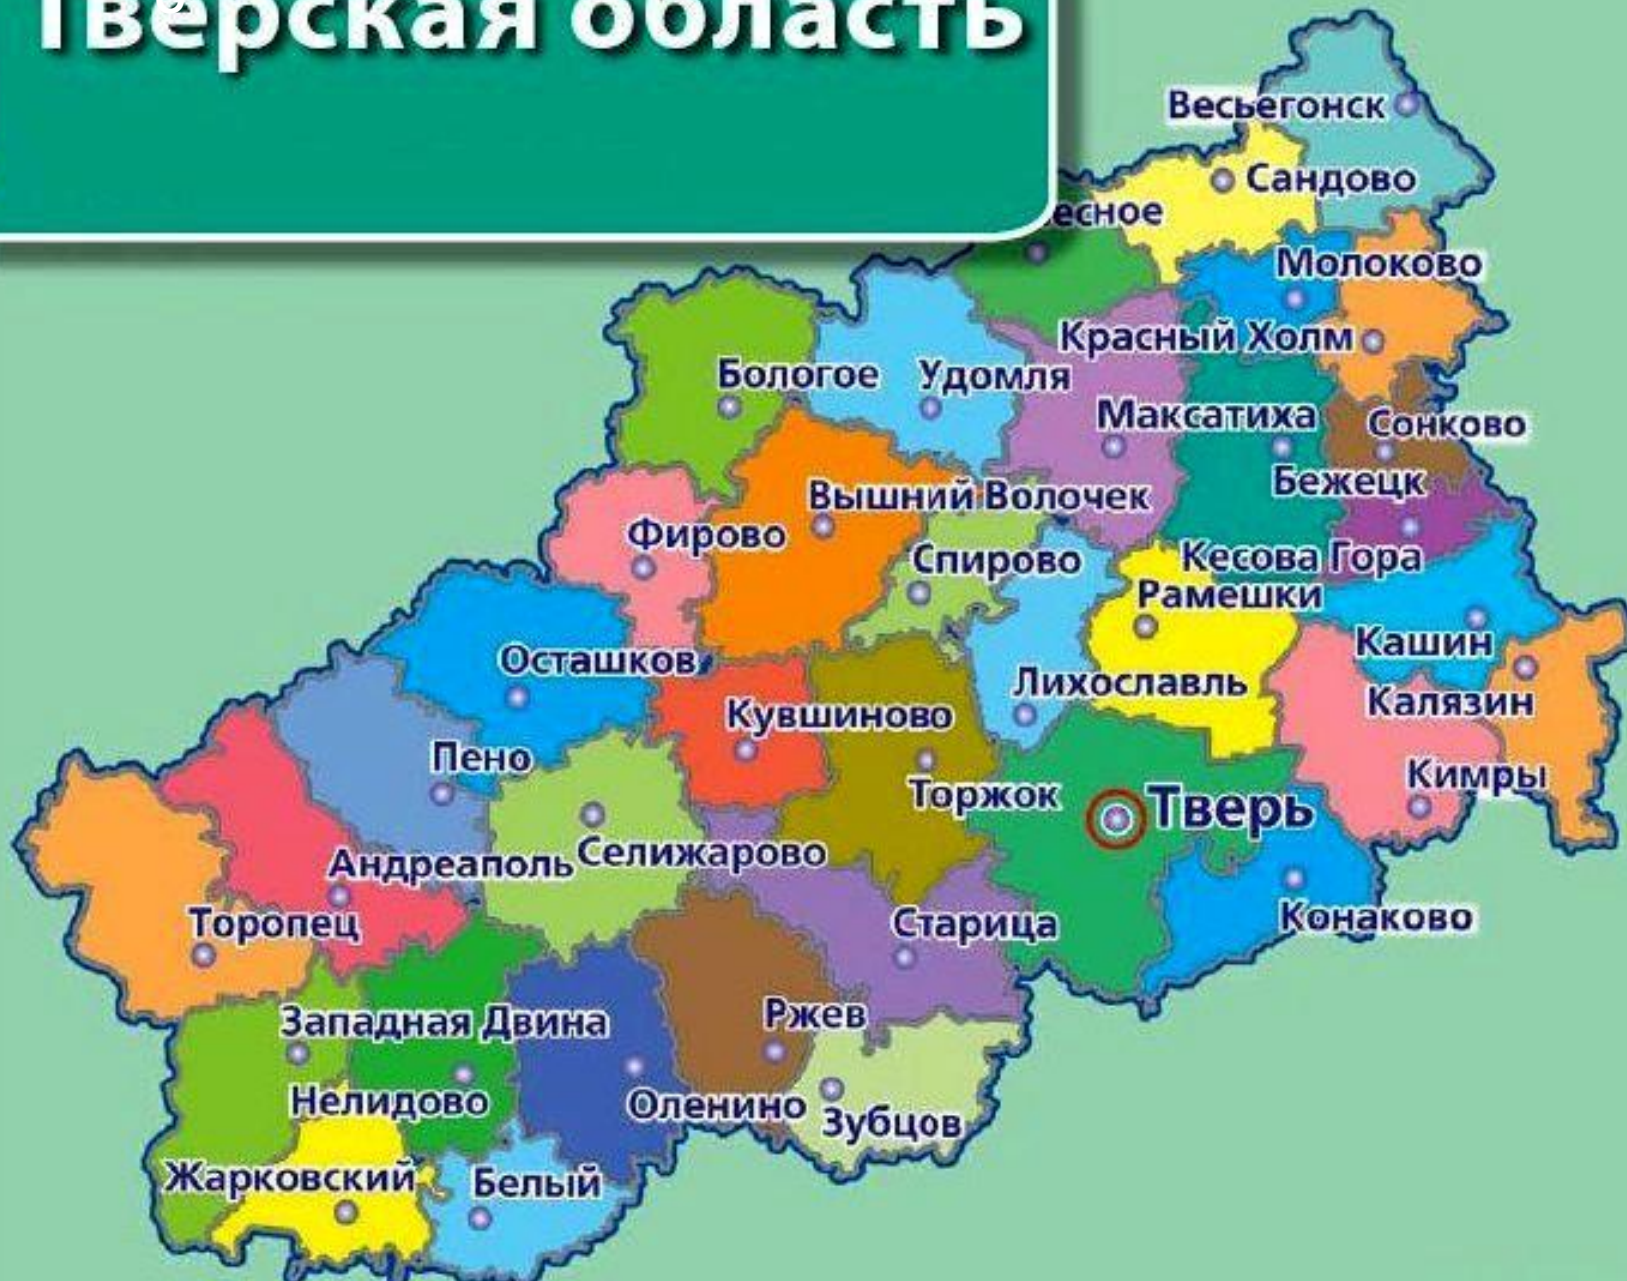 Тверская область
Весьегонск
Сандово
есное
Молоково
Красный Холм
Бологое
Удомля
Максатиха
Сонково
Бежецк
Вышний Волочек
Фирово
Спирово
Кесова Гора
Рамешки
Кашин
Осташков
Лихославль
Калязин
Кувшиново
Пено
Кимры
Торжок
Тверь
Андреаполь
Селижарово
Торопец
Старица
Конаково
Западная Двина
Ржев
Нелидово
Оленино
Зубцов
Жарковский
Белый